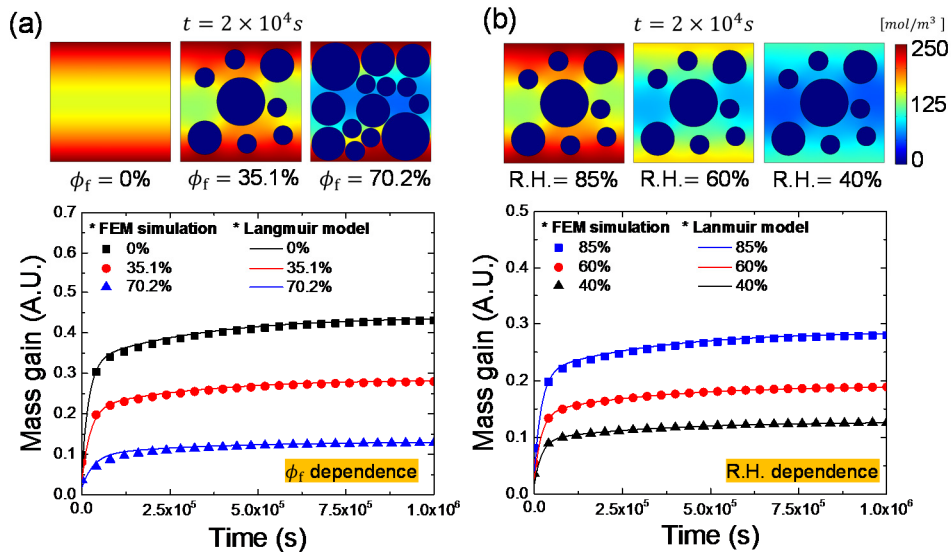 (a)
t = 2 × 10⁴s
ϕf = 0%
ϕf = 35.1%
ϕf = 70.2%
Mass gain (A.U.)
0.7
0.6
0.5
0.4
0.3
0.2
0.1
0.0
* FEM simulation
0%
35.1%
70.2%
* Langmuir model
0%
35.1%
70.2%
ϕf dependence
0.0
2.5x10⁵
5.0x10⁵
7.5x10⁵
1.0x10⁶
Time (s)
(b)
t = 2 × 10⁴s
[mol/m³]
250
125
0
R.H. = 85%
R.H. = 60%
R.H. = 40%
Mass gain (A.U.)
0.5
0.4
0.3
0.2
0.1
0.0
* FEM simulation
85%
60%
40%
* Lanmuir model
85%
60%
40%
R.H. dependence
0.0
2.5x10⁵
5.0x10⁵
7.5x10⁵
1.0x10⁶
Time (s)